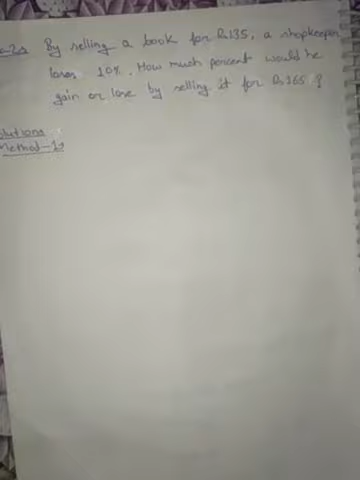 Q-2:→ By selling a book for Rs135, a shopkeeper
loses 10%. How much percent would he
gain or lose by selling it for Rs165?
Solution:
Method-1:→